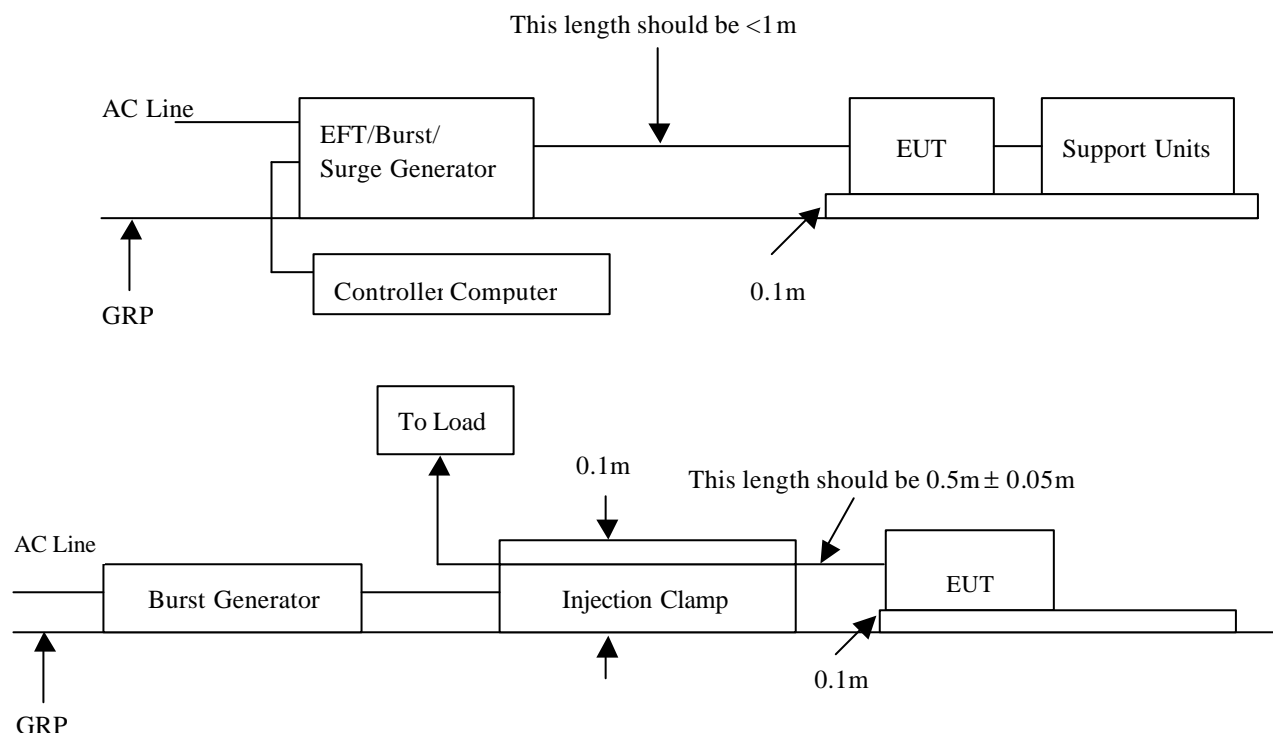 This length should be <1m
AC Line
EFT/Burst/
Surge Generator
EUT
Support Units
Controller Computer
0.1m
GRP
To Load
0.1m
This length should be 0.5m ± 0.05m
AC Line
Burst Generator
Injection Clamp
EUT
0.1m
GRP